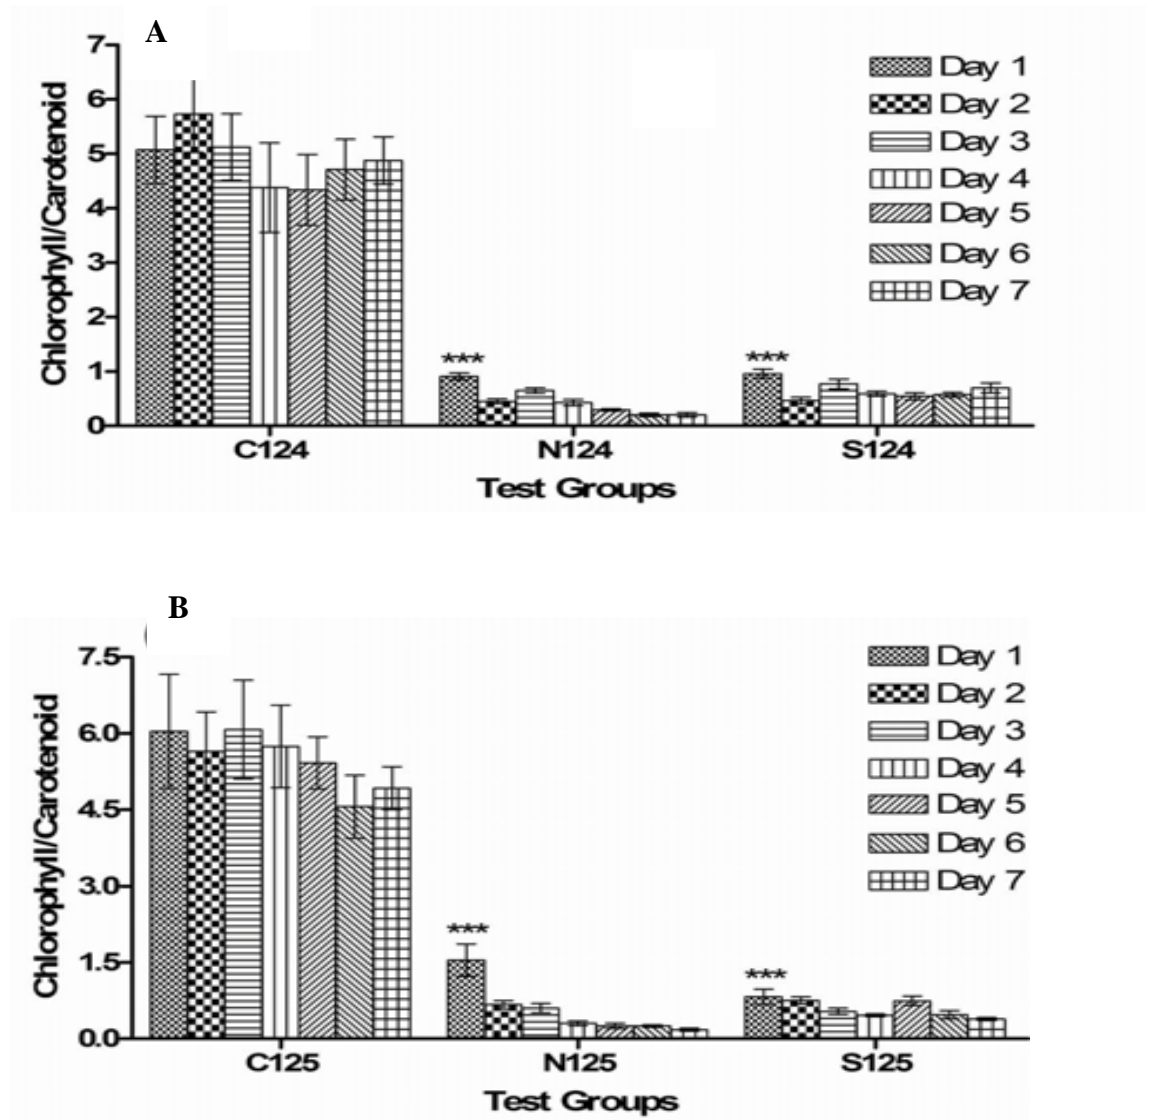 A
7
6
5
4
3
2
1
0
Chlorophyll/Carotenoid
Day 1
Day 2
Day 3
Day 4
Day 5
Day 6
Day 7
***
***
C124 N124 S124
Test Groups
B
7.5
6.0
4.5
3.0
1.5
0.0
Chlorophyll/Carotenoid
Day 1
Day 2
Day 3
Day 4
Day 5
Day 6
Day 7
***
***
C125 N125 S125
Test Groups